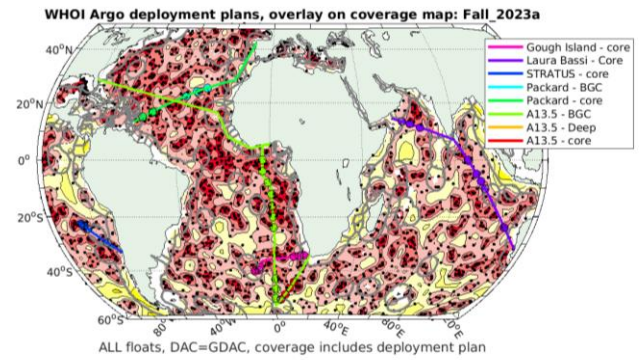 WHOI Argo deployment plans, overlay on coverage map: Fall_2023a
Gough Island - core
Laura Bassi - Core
STRATUS - core
Packard - BGC
Packard - core
A13.5 - BGC
A13.5 - Deep
A13.5 - core
40°N
20°N
0°
20°S
40°S
60°S
80°W
40°W
0°
40°E
80°E
ALL floats, DAC=GDAC, coverage includes deployment plan